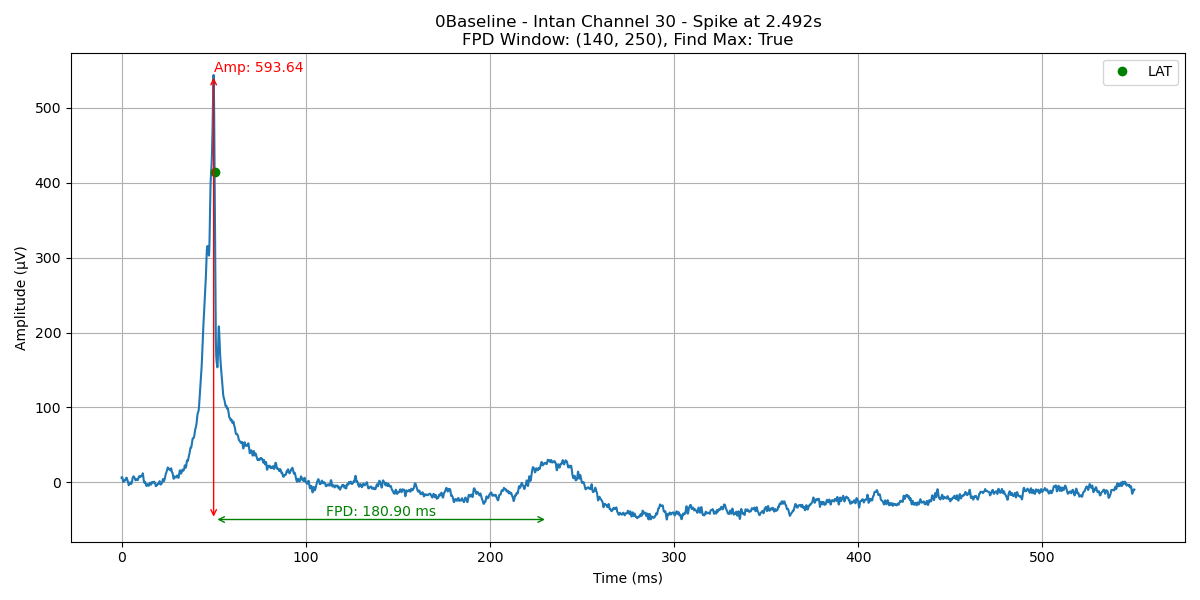 0Baseline - Intan Channel 30 - Spike at 2.492s
FPD Window: (140, 250), Find Max: True
Amp: 593.64
LAT
500
400
300
200
100
0
Amplitude (µV)
FPD: 180.90 ms
0 100 200 300 400 500
Time (ms)